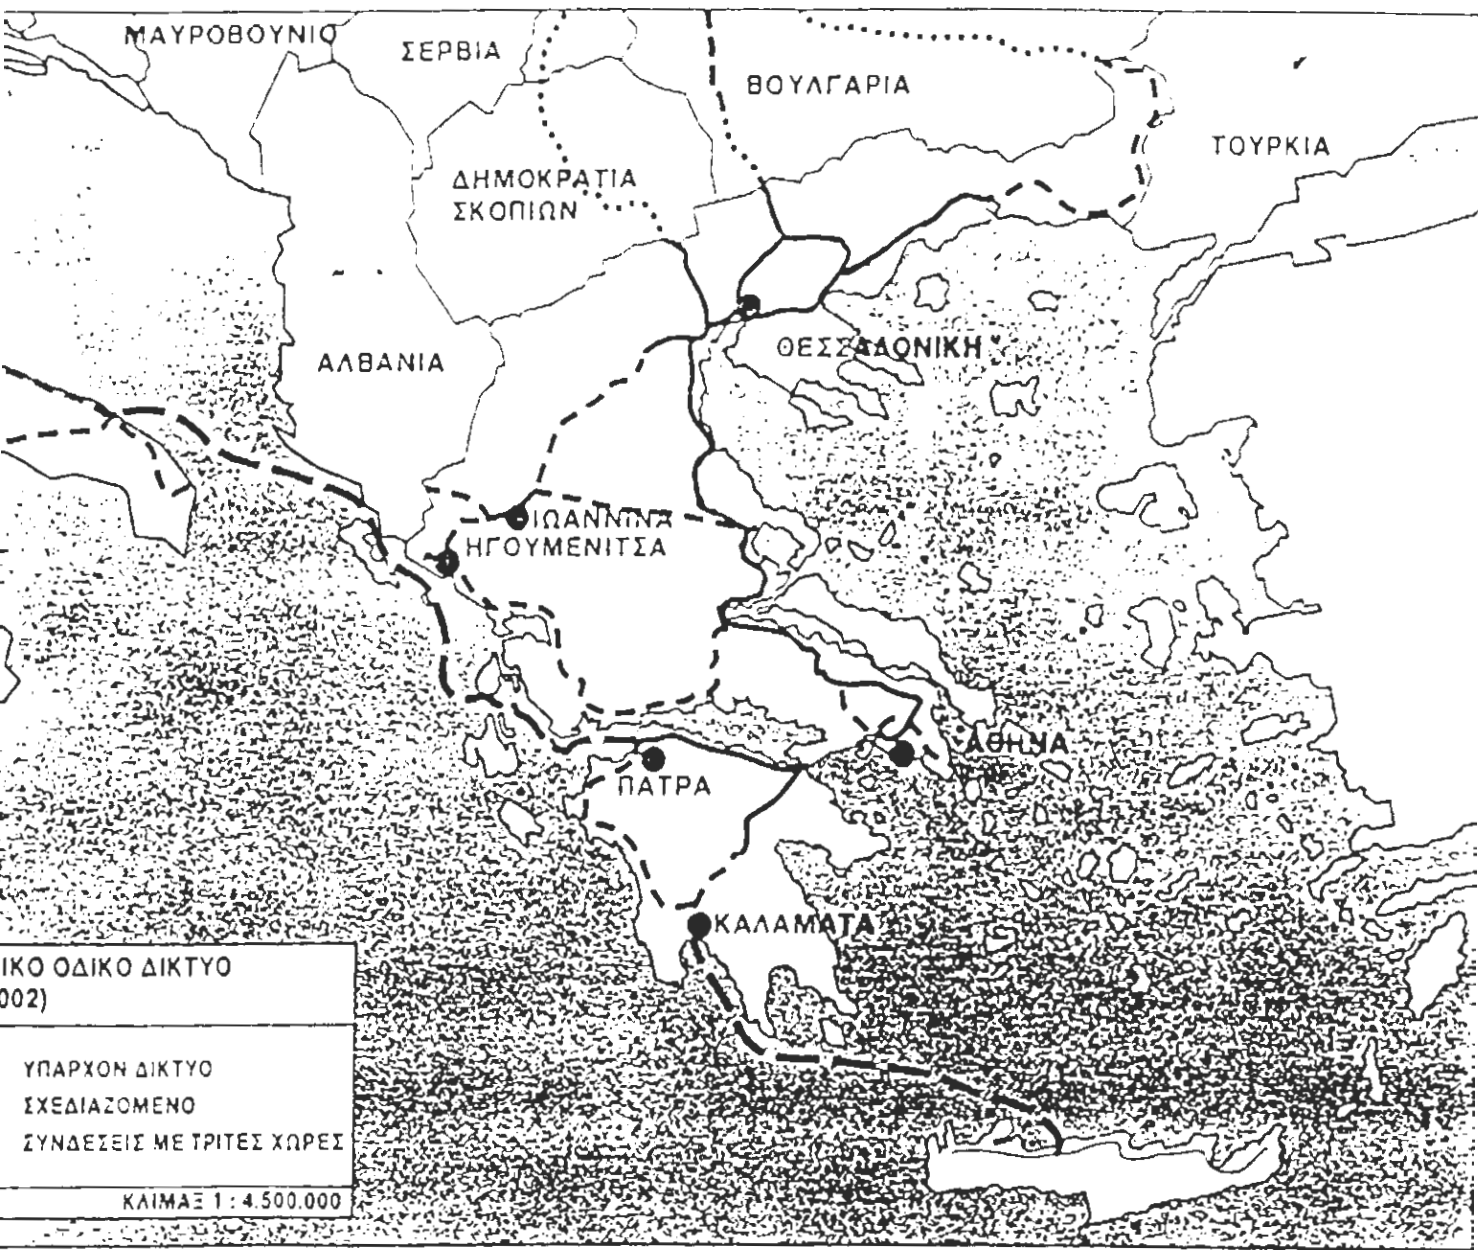 ΜΑΥΡΟΒΟΥΝΙΟ
ΣΕΡΒΙΑ
ΒΟΥΛΓΑΡΙΑ
ΤΟΥΡΚΙΑ
ΔΗΜΟΚΡΑΤΙΑ
ΣΚΟΠΙΩΝ
ΑΛΒΑΝΙΑ
ΘΕΣΣΑΛΟΝΙΚΗ
ΙΩΑΝΝΙΝΑ
ΗΓΟΥΜΕΝΙΤΣΑ
ΑΘΗΝΑ
ΠΑΤΡΑ
ΚΑΛΑΜΑΤΑ
ΙΚΟ ΟΔΙΚΟ ΔΙΚΤΥΟ
002)
ΥΠΑΡΧΟΝ ΔΙΚΤΥΟ
ΣΧΕΔΙΑΖΟΜΕΝΟ
ΣΥΝΔΕΣΕΙΣ ΜΕ ΤΡΙΤΕΣ ΧΩΡΕΣ
ΚΛΙΜΑΞ 1 : 4.500.000